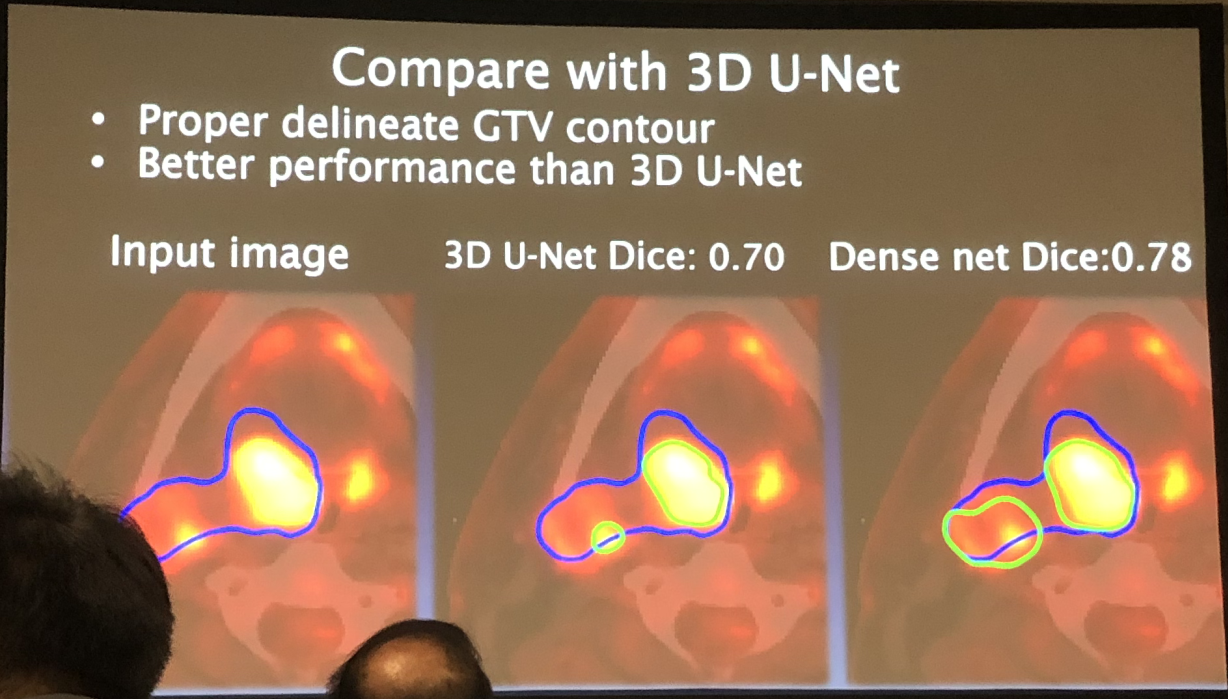 Compare with 3D U-Net
• Proper delineate GTV contour
• Better performance than 3D U-Net
Input image
3D U-Net Dice: 0.70
Dense net Dice:0.78